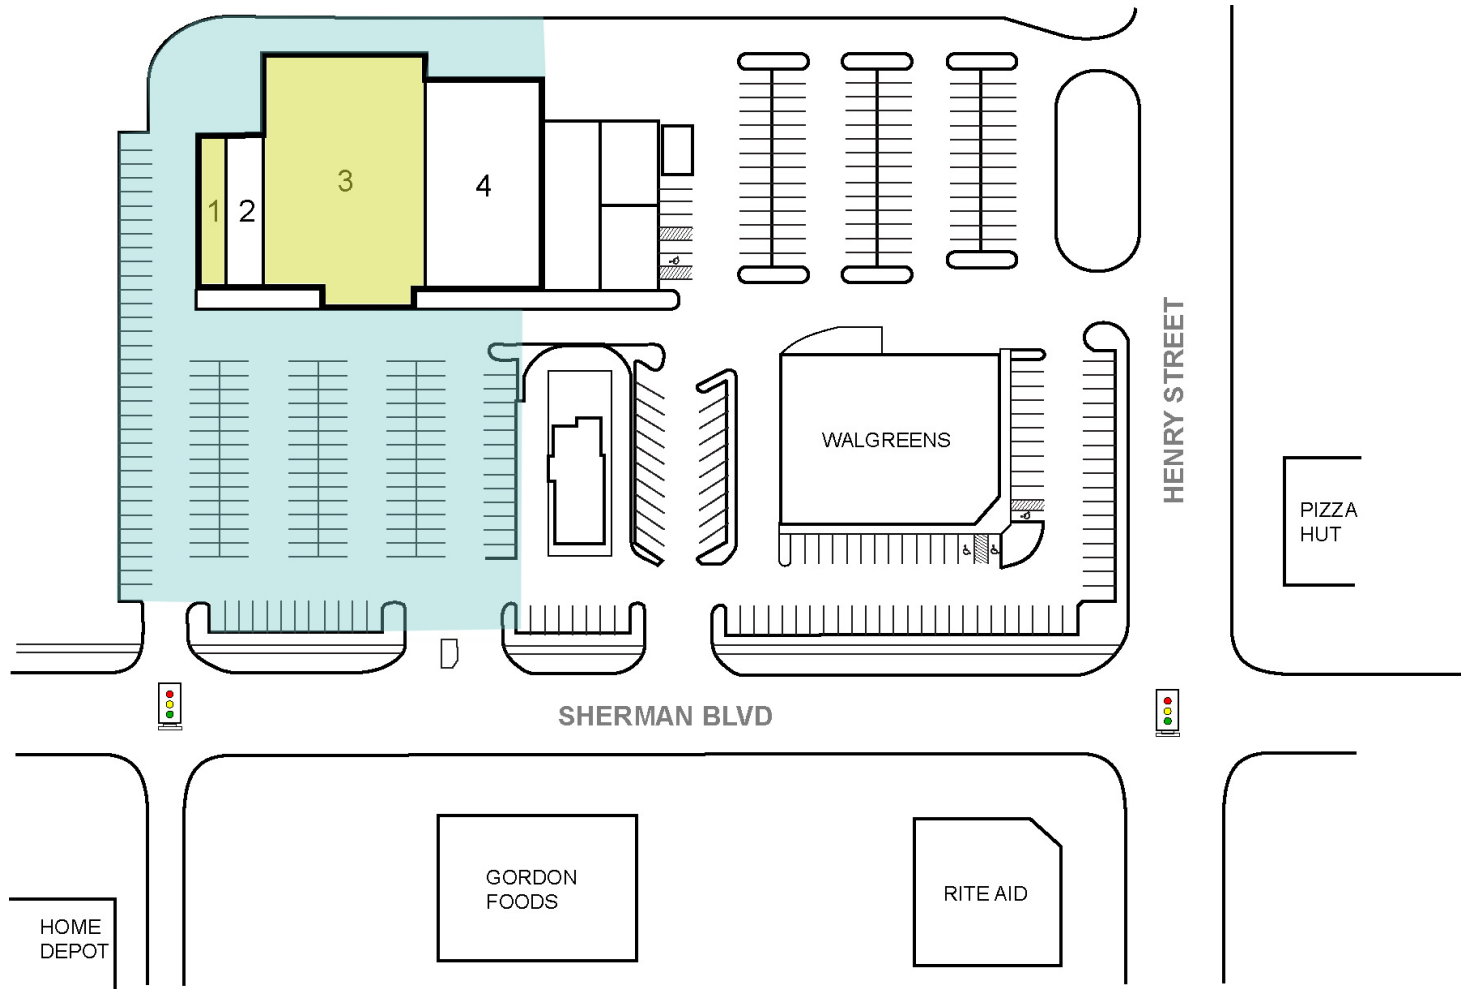 3
4
1
2
WALGREENS
HENRY STREET
PIZZA
HUT
SHERMAN BLVD
GORDON
FOODS
RITE AID
HOME
DEPOT